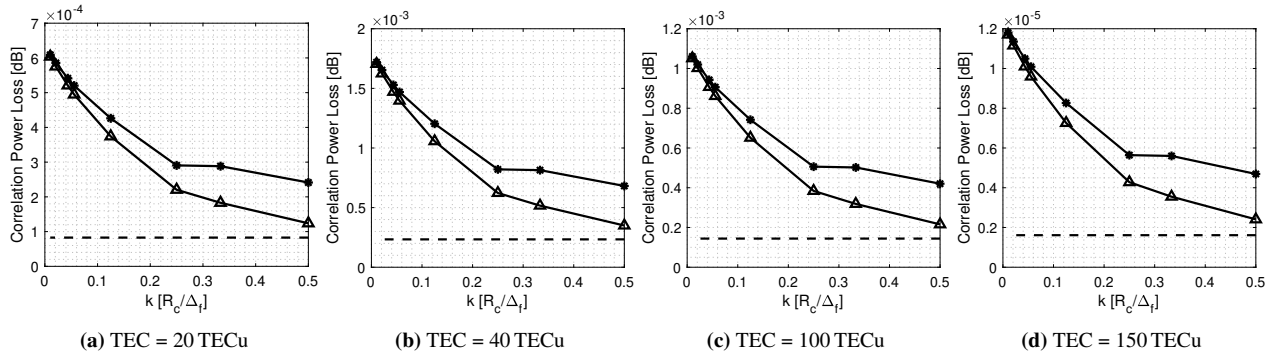 ×10⁻⁴
7
6
5
4
3
2
1
0
Correlation Power Loss [dB]
0 0.1 0.2 0.3 0.4 0.5
k [R_c/Δ_f]
(a) TEC = 20 TECu
×10⁻³
2
1.5
1
0.5
0
Correlation Power Loss [dB]
0 0.1 0.2 0.3 0.4 0.5
k [R_c/Δ_f]
(b) TEC = 40 TECu
×10⁻³
1.2
1
0.8
0.6
0.4
0.2
0
Correlation Power Loss [dB]
0 0.1 0.2 0.3 0.4 0.5
k [R_c/Δ_f]
(c) TEC = 100 TECu
×10⁻⁵
1.2
1
0.8
0.6
0.4
0.2
0
Correlation Power Loss [dB]
0 0.1 0.2 0.3 0.4 0.5
k [R_c/Δ_f]
(d) TEC = 150 TECu